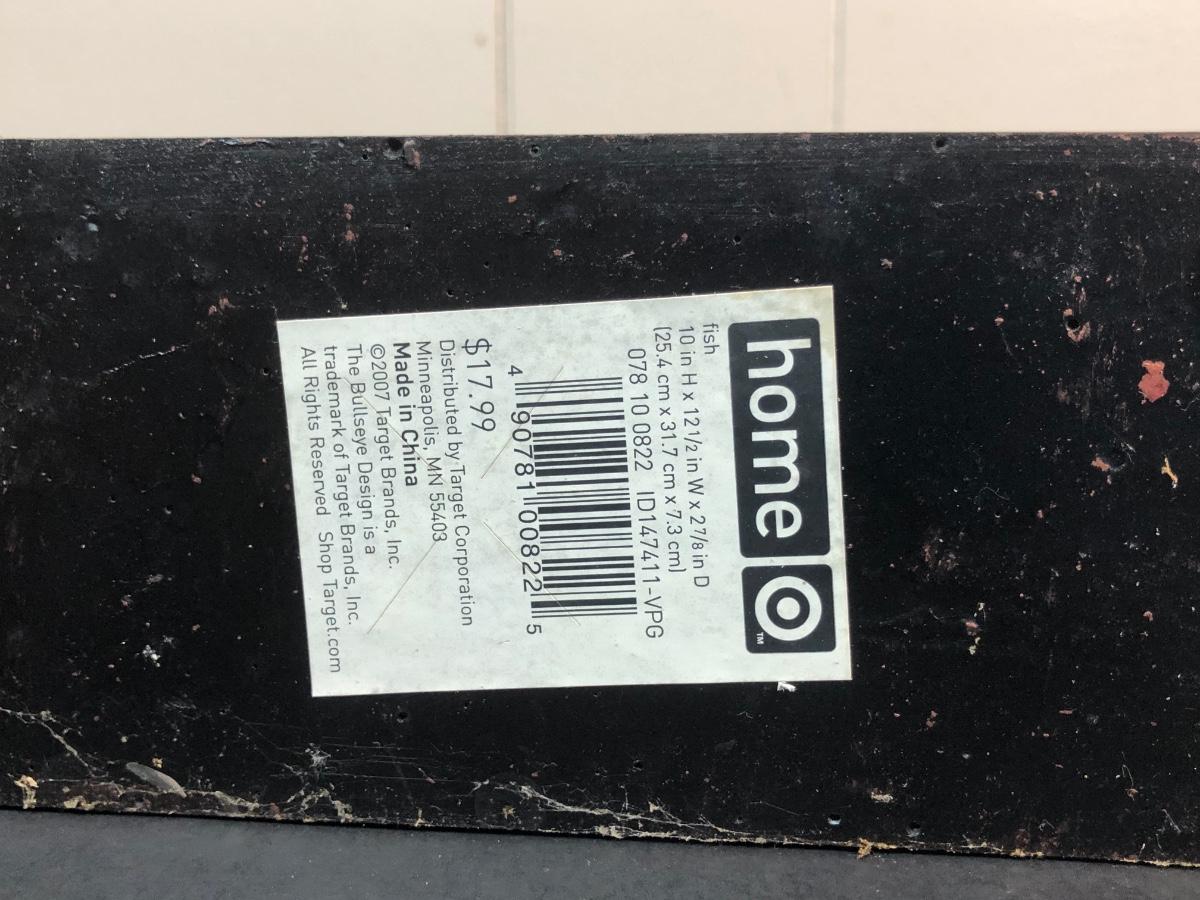 home
TM
fish
10 in H x 12 1/2 in W x 2 7/8 in D
(25.4 cm x 31.7 cm x 7.3 cm)
078 10 0822 ID147411-VPG
4 90781 00822 5
$17.99
Distributed by Target Corporation
Minneapolis, MN 55403
Made in China
©2007 Target Brands, Inc.
The Bullseye Design is a
trademark of Target Brands, Inc.
All Rights Reserved Shop Target.com